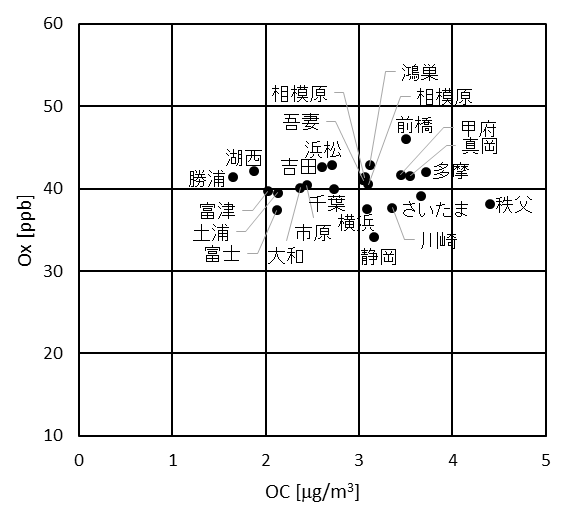 60
鴻巣
相模原
相模原
50
吾妻
前橋
甲府
浜松
真岡
湖西
吉田
多摩
勝浦
40
富津
千葉
さいたま
秩父
土浦
市原
横浜
川崎
富士
大和
静岡
Ox [ppb]
30
20
10
0
1
2
3
4
5
OC [μg/m³]